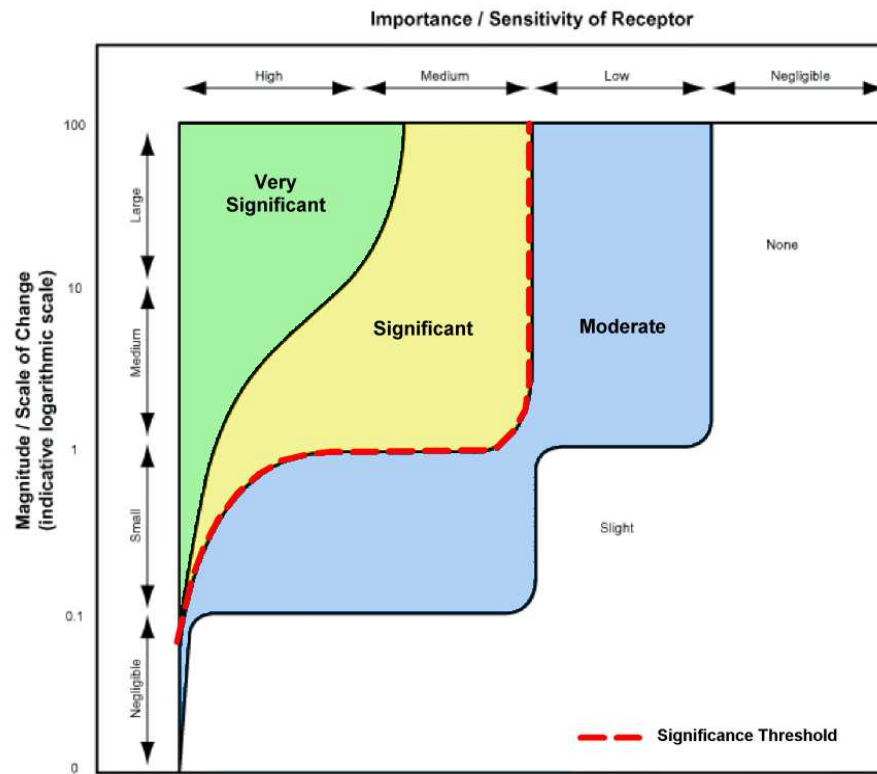 Importance / Sensitivity of Receptor
High
Medium
Low
Negligible
Magnitude / Scale of Change
(indicative logarithmic scale)
100
10
1
0.1
0
Large
Medium
Small
Negligible
Very
Significant
Significant
Moderate
None
Slight
Significance Threshold